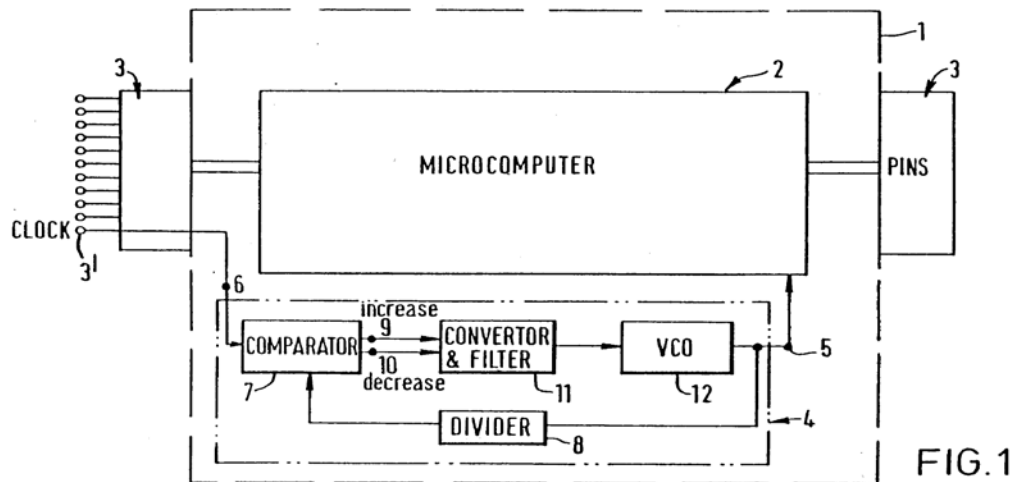 1
3
2
3
MICROCOMPUTER
PINS
CLOCK
3'
6
increase
9
COMPARATOR
CONVERTOR
& FILTER
VCO
5
10
decrease
7
11
12
4
DIVIDER
8
FIG.1